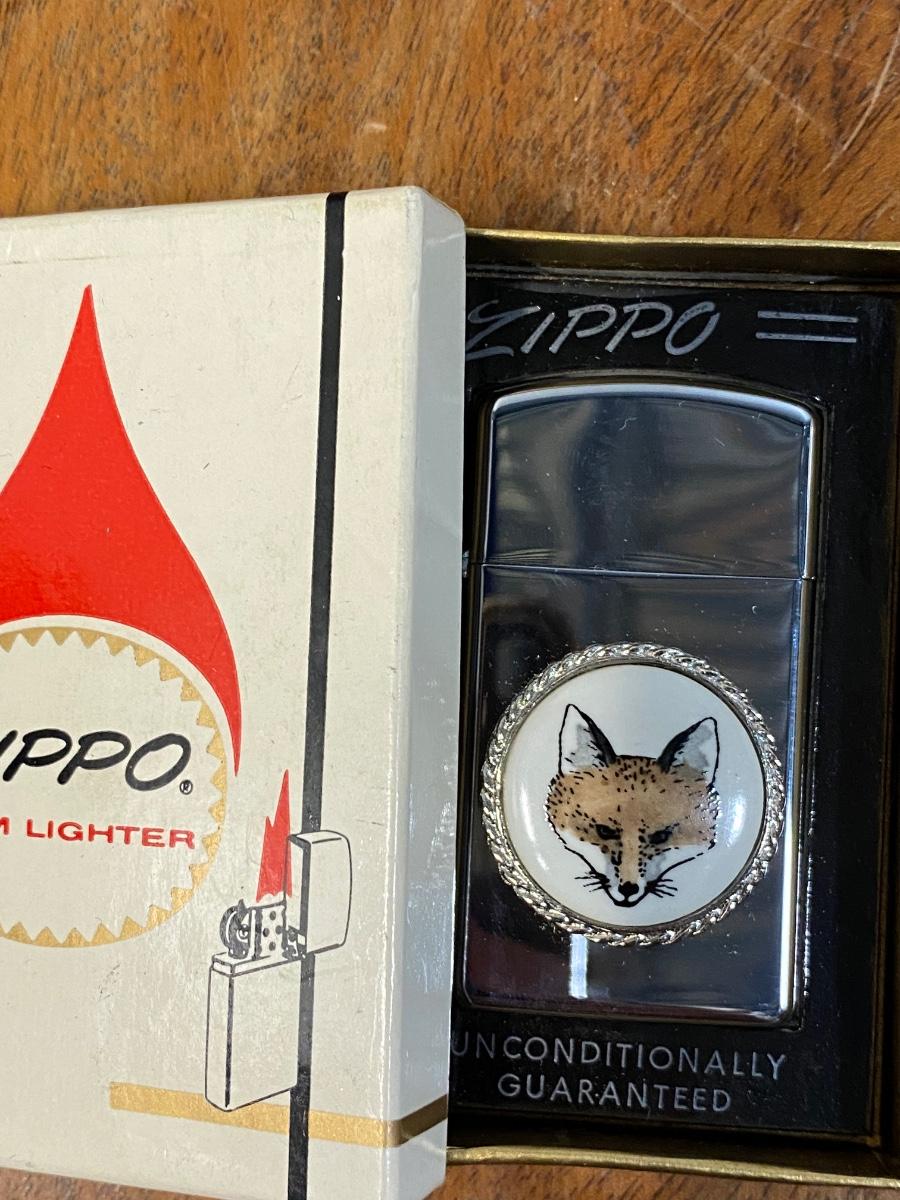 ZIPPO
IPPO®
M LIGHTER
UNCONDITIONALLY
GUARANTEED